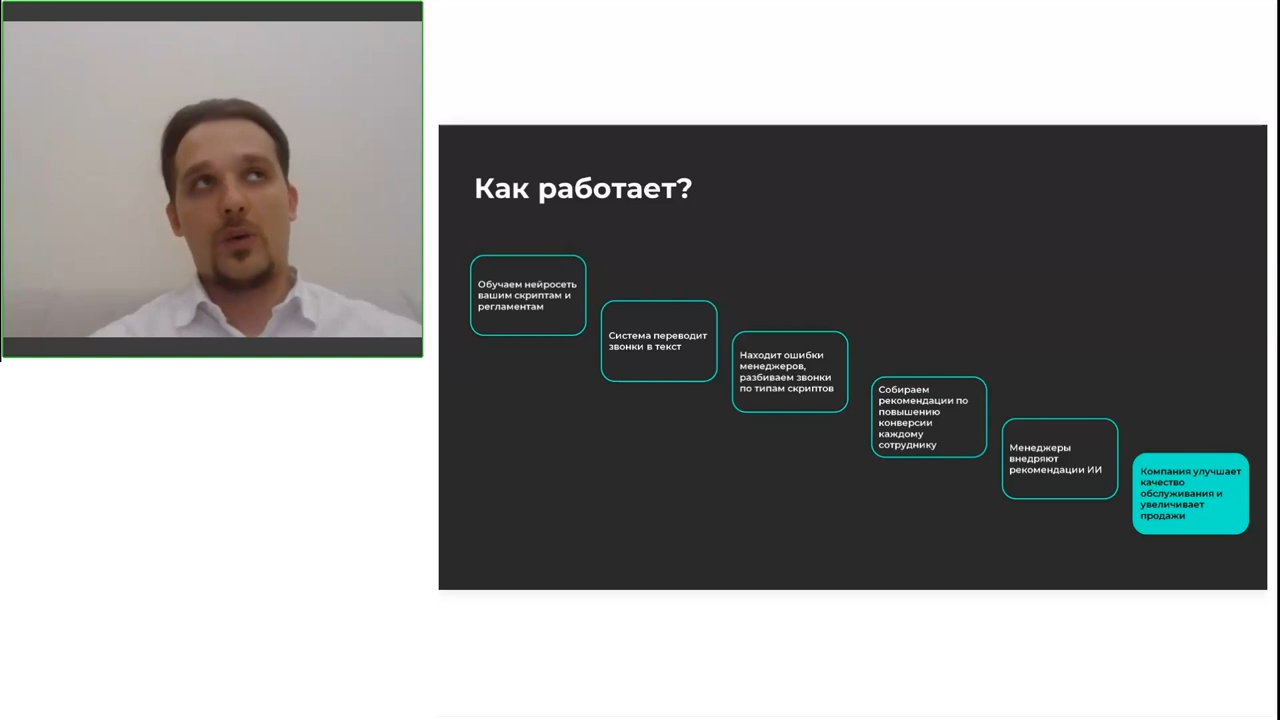 Как работает?
Обучаем нейросеть
вашим скриптам и
регламентам
Система переводит
звонки в текст
Находит ошибки
менеджеров,
разбиваем звонки
по типам скриптов
Собираем
рекомендации по
повышению
конверсии
каждому
сотруднику
Менеджеры
внедряют
рекомендации ИИ
Компания улучшает
качество
обслуживания и
увеличивает
продажи